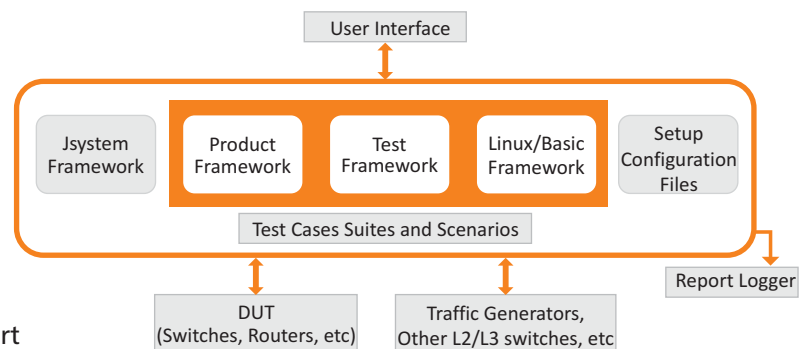 User Interface
Jsystem
Framework
Product
Framework
Test
Framework
Linux/Basic
Framework
Setup
Configuration
Files
Test Cases Suites and Scenarios
Report Logger
DUT
(Switches, Routers, etc)
Traffic Generators,
Other L2/L3 switches, etc
rt